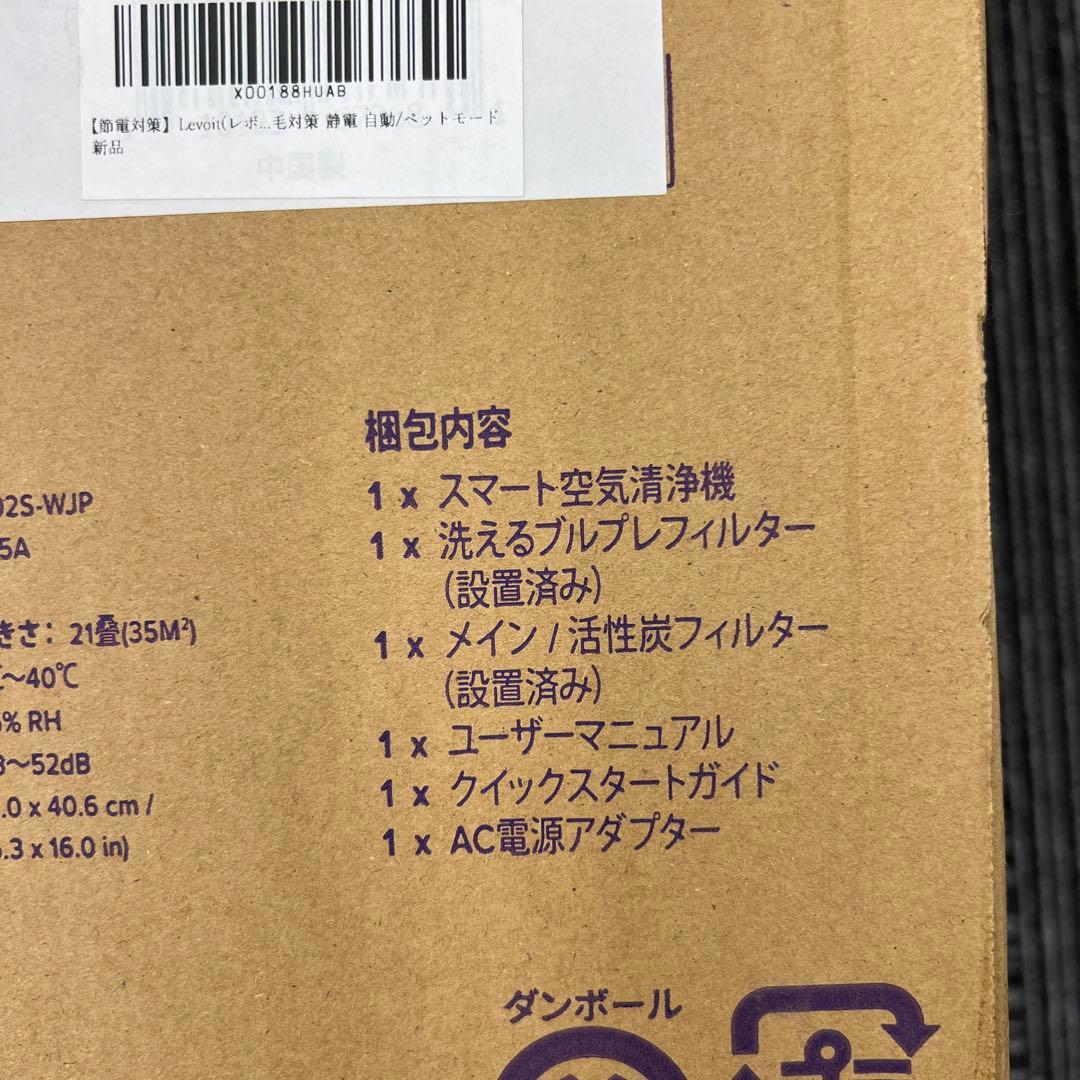 X00188HUAB
【節電対策】Levoit(レボ...毛対策 静電 自動/ペットモード
新品
02S-WJP
5A
きさ: 21畳(35M²)
～40℃
% RH
～52dB
.0 x 40.6 cm /
.3 x 16.0 in)
梱包内容
1 x スマート空気清浄機
1 x 洗えるブルプレフィルター
(設置済み)
1 x メイン / 活性炭フィルター
(設置済み)
1 x ユーザーマニュアル
1 x クイックスタートガイド
1 x AC電源アダプター
ダンボール